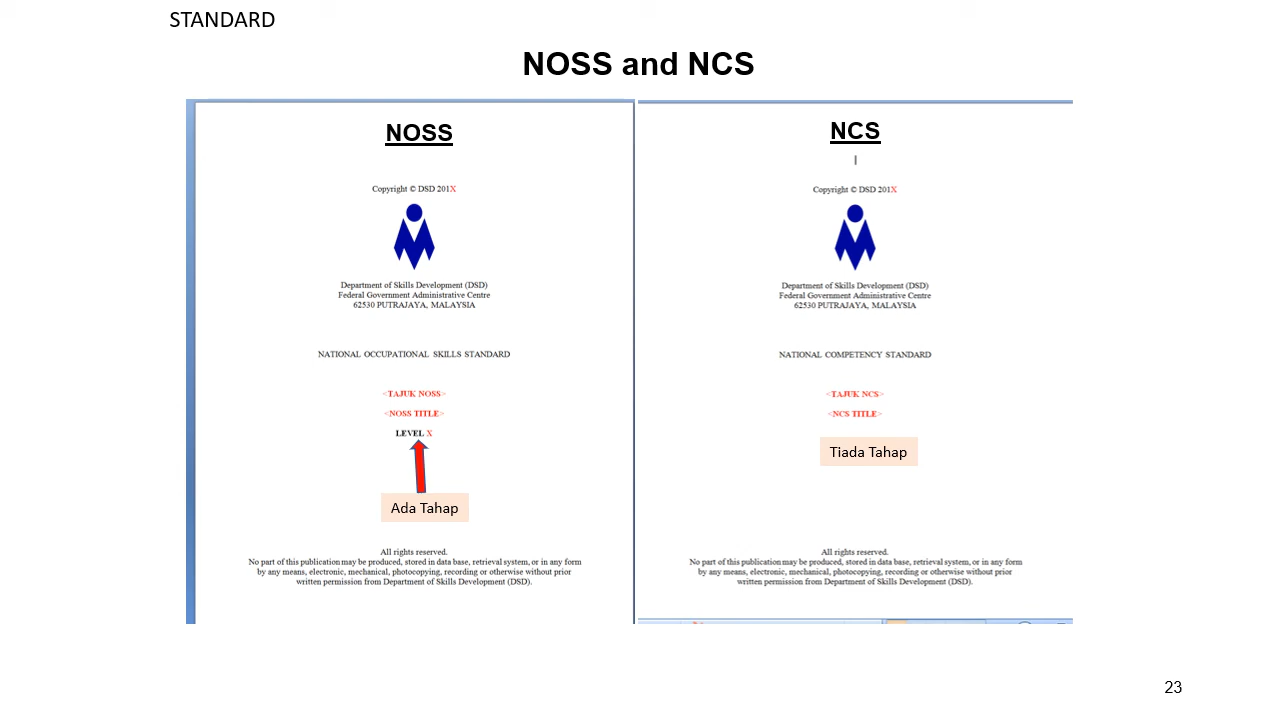 STANDARD
NOSS and NCS
NOSS
Copyright © DSD 201X
Department of Skills Development (DSD)
Federal Government Administrative Centre
62530 PUTRAJAYA, MALAYSIA
NATIONAL OCCUPATIONAL SKILLS STANDARD
<TAJUK NOSS>
<NOSS TITLE>
LEVEL X
Ada Tahap
All rights reserved.
No part of this publication may be produced, stored in data base, retrieval system, or in any form
by any means, electronic, mechanical, photocopying, recording or otherwise without prior
written permission from Department of Skills Development (DSD).
NCS
Copyright © DSD 201X
Department of Skills Development (DSD)
Federal Government Administrative Centre
62530 PUTRAJAYA, MALAYSIA
NATIONAL COMPETENCY STANDARD
<TAJUK NCS>
<NCS TITLE>
Tiada Tahap
All rights reserved.
No part of this publication may be produced, stored in data base, retrieval system, or in any form
by any means, electronic, mechanical, photocopying, recording or otherwise without prior
written permission from Department of Skills Development (DSD).
23